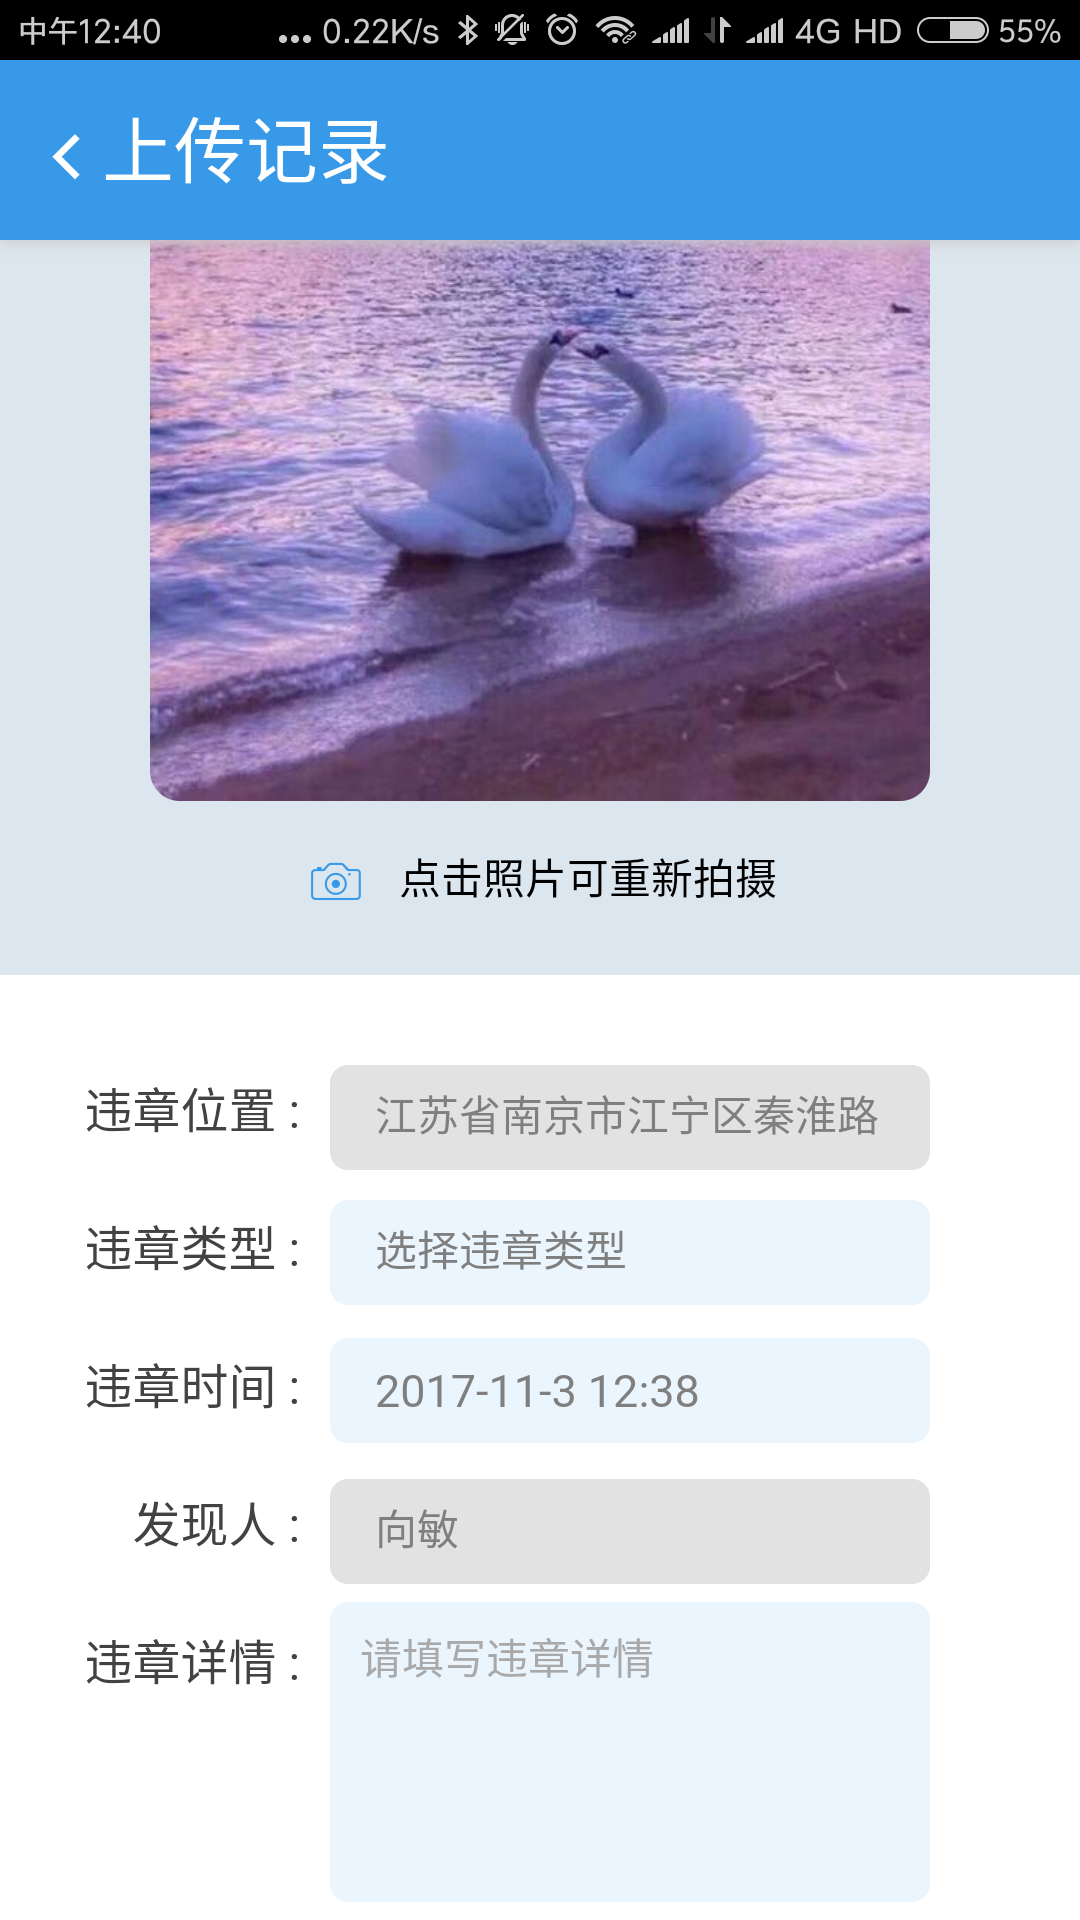 中午12:40 ... 0.22K/s 4G HD 55%
上传记录
点击照片可重新拍摄
违章位置： 江苏省南京市江宁区秦淮路
违章类型： 选择违章类型
违章时间： 2017-11-3 12:38
发现人： 向敏
违章详情： 请填写违章详情